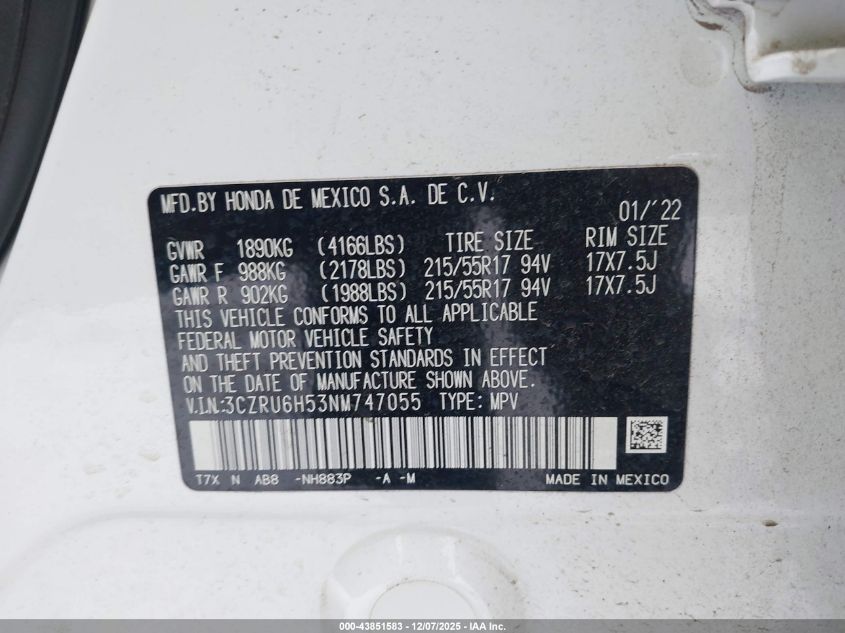 MFD.BY HONDA DE MEXICO S.A. DE C.V.
01/'22
GVWR 1890KG (4166LBS) TIRE SIZE RIM SIZE
GAWR F 988KG (2178LBS) 215/55R17 94V 17X7.5J
GAWR R 902KG (1988LBS) 215/55R17 94V 17X7.5J
THIS VEHICLE CONFORMS TO ALL APPLICABLE
FEDERAL MOTOR VEHICLE SAFETY
AND THEFT PREVENTION STANDARDS IN EFFECT
ON THE DATE OF MANUFACTURE SHOWN ABOVE.
V.I.N:3CZRU6H53NM747055 TYPE: MPV
T7X N AB8 -NH883P -A -M MADE IN MEXICO
000-43851583 - 12/07/2025 - IAA Inc.